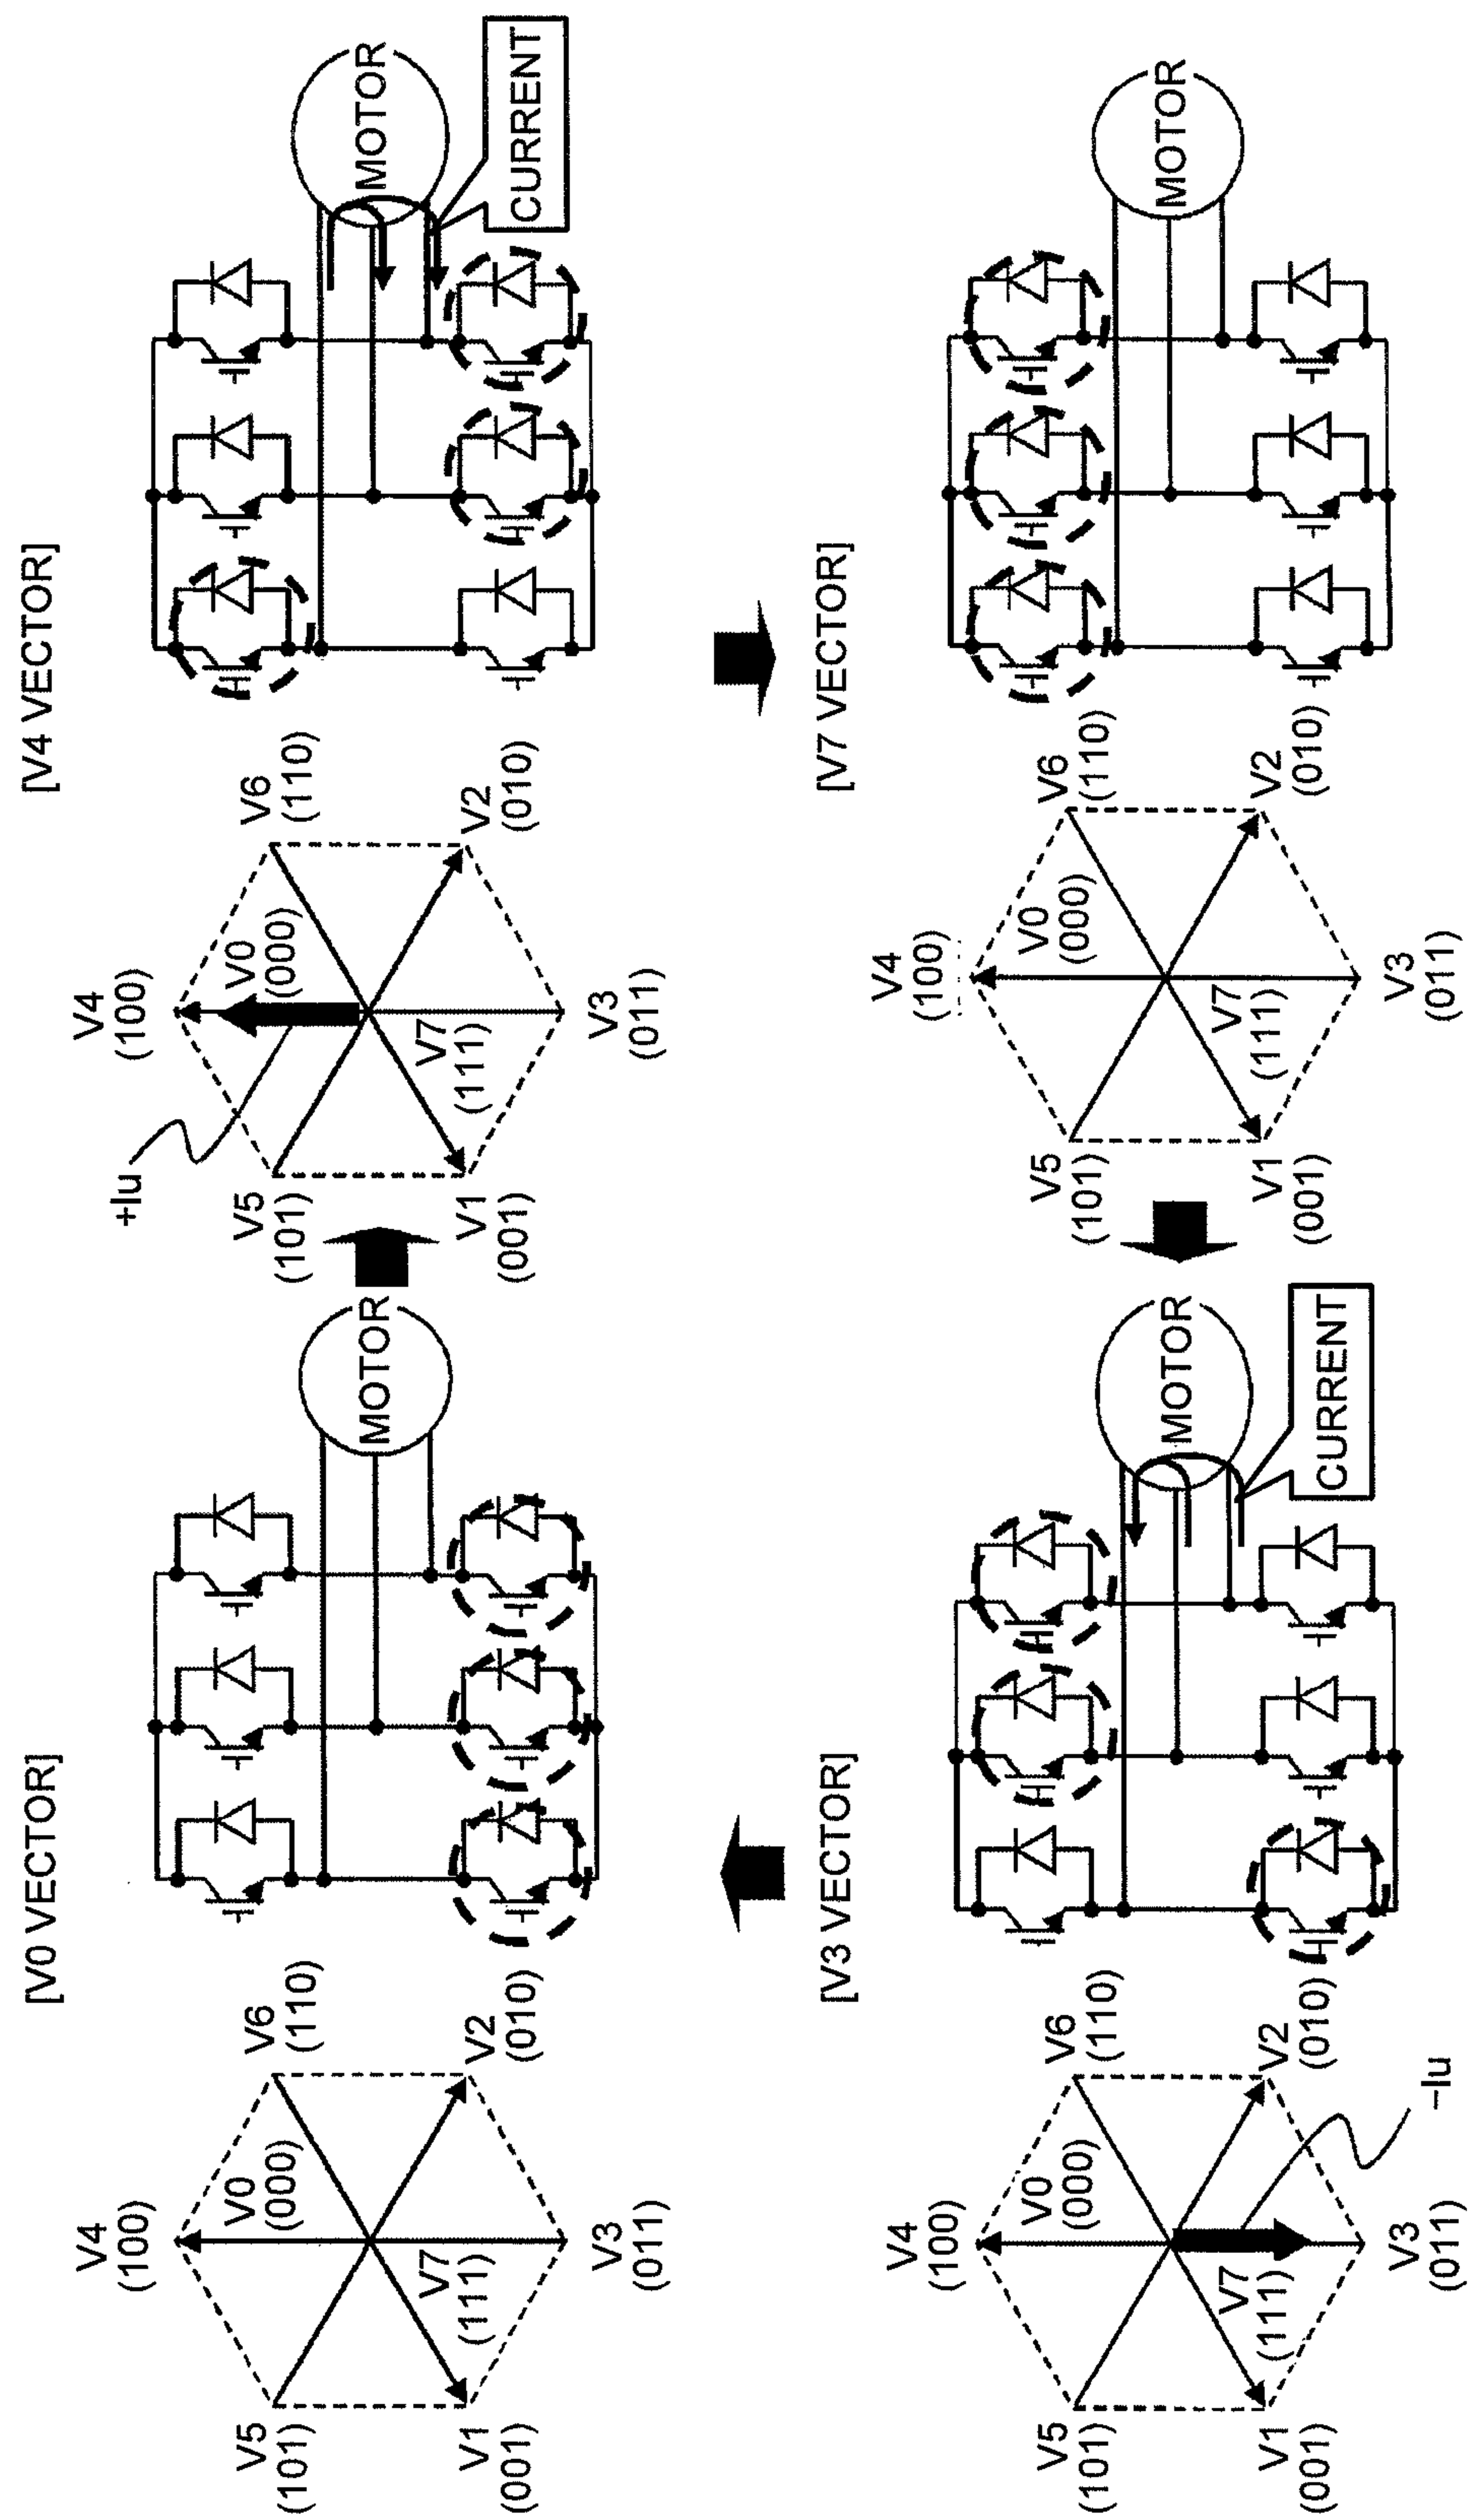 [V0 VECTOR]
V4
(100)
V5
(101)
V0
(000)
V6
(110)
V7
(111)
V1
(001)
V2
(010)
V3
(011)
MOTOR
[V4 VECTOR]
+Iu
V4
(100)
V5
(101)
V0
(000)
V6
(110)
V7
(111)
V1
(001)
V2
(010)
V3
(011)
MOTOR
CURRENT
[V3 VECTOR]
V4
(100)
V5
(101)
V0
(000)
V6
(110)
V7
(111)
V1
(001)
V2
(010)
V3
(011)
−Iu
MOTOR
CURRENT
[V7 VECTOR]
V4
(100)
V5
(101)
V0
(000)
V6
(110)
V7
(111)
V1
(001)
V2
(010)
V3
(011)
MOTOR